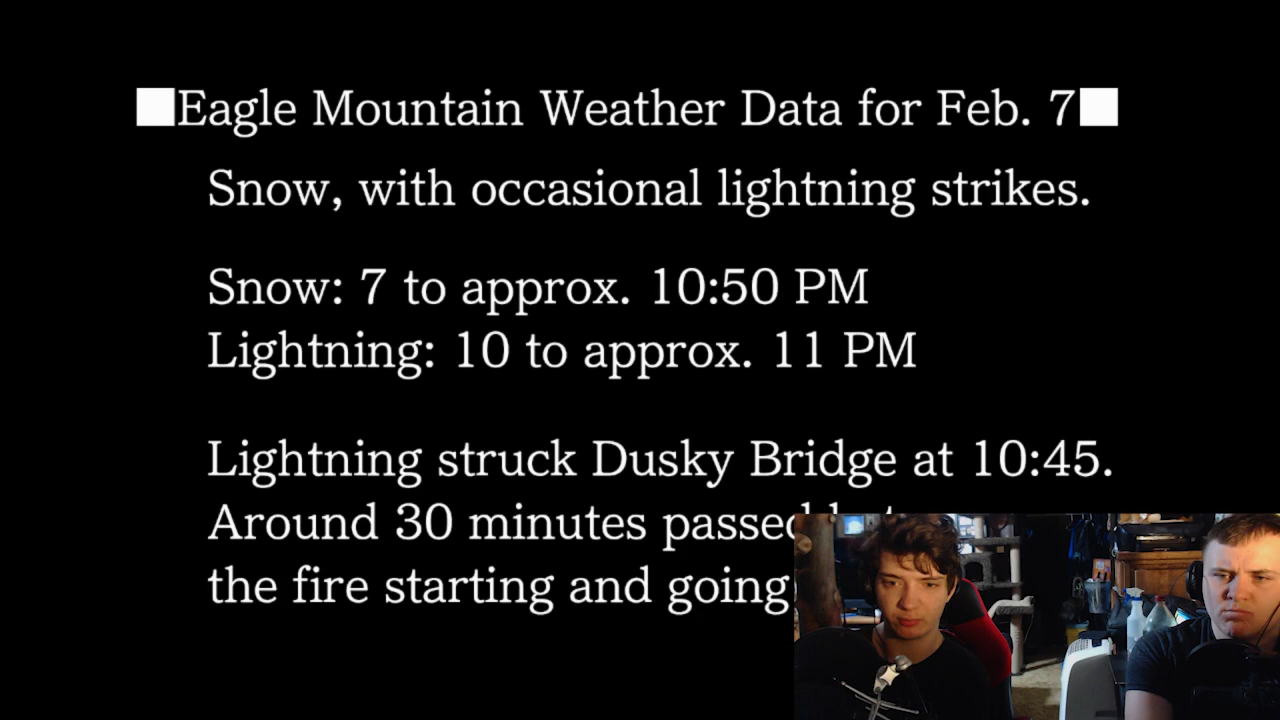 ■Eagle Mountain Weather Data for Feb. 7■
Snow, with occasional lightning strikes.
Snow: 7 to approx. 10:50 PM
Lightning: 10 to approx. 11 PM
Lightning struck Dusky Bridge at 10:45.
Around 30 minutes passed
the fire starting and going